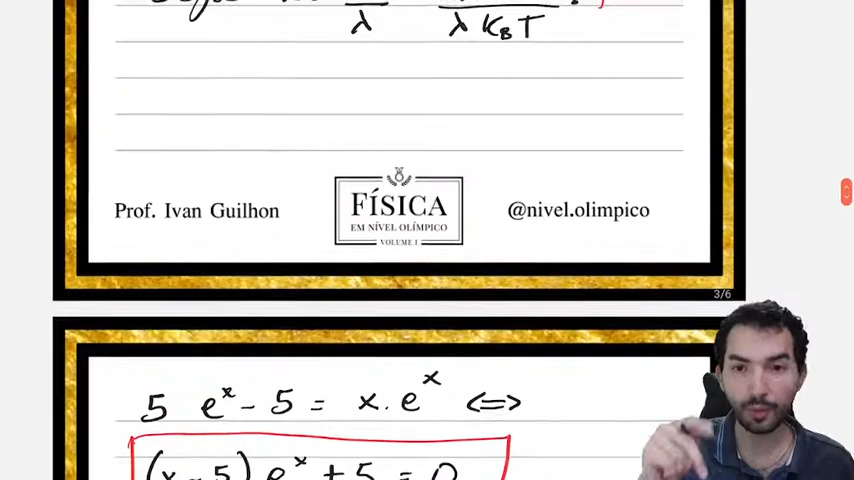 λ λ K_B T
Prof. Ivan Guilhon
FÍSICA
EM NÍVEL OLÍMPICO
VOLUME I
@nivel.olimpico
3/6
5 e^x - 5 = x. e^x <=>
(x - 5) e^x + 5 = 0